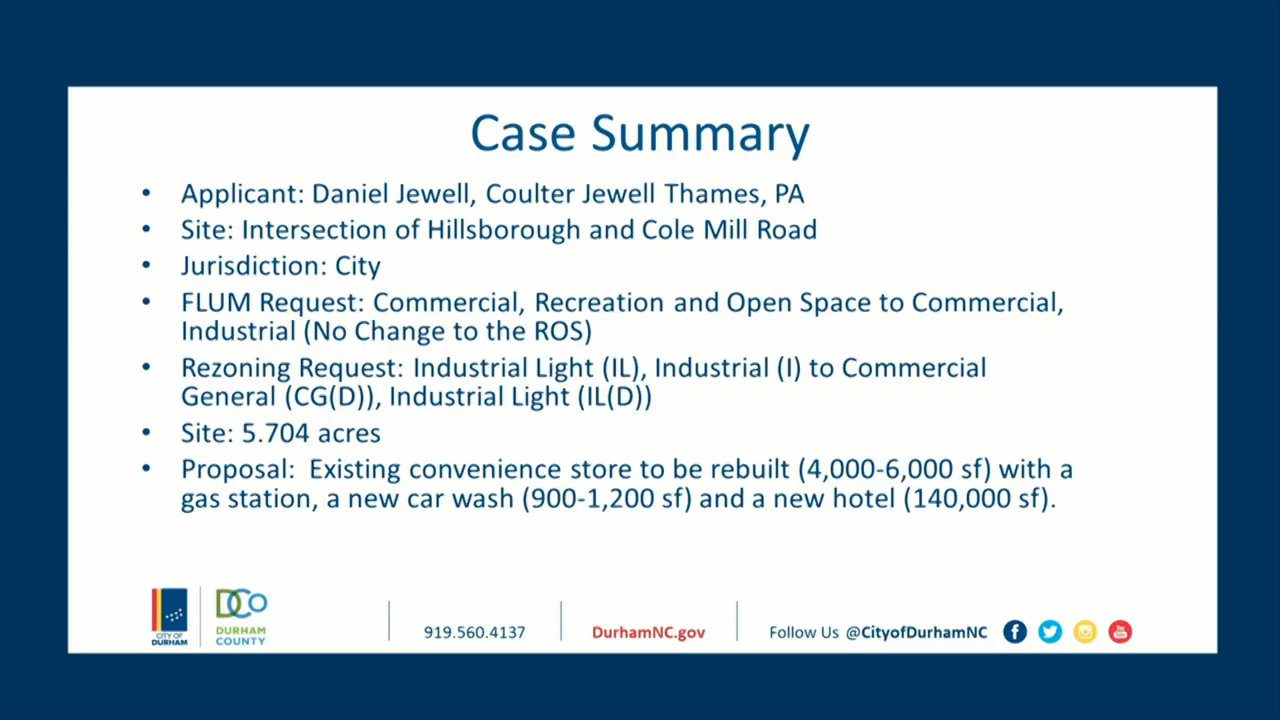 Case Summary
• Applicant: Daniel Jewell, Coulter Jewell Thames, PA
• Site: Intersection of Hillsborough and Cole Mill Road
• Jurisdiction: City
• FLUM Request: Commercial, Recreation and Open Space to Commercial,
Industrial (No Change to the ROS)
• Rezoning Request: Industrial Light (IL), Industrial (I) to Commercial
General (CG(D)), Industrial Light (IL(D))
• Site: 5.704 acres
• Proposal: Existing convenience store to be rebuilt (4,000-6,000 sf) with a
gas station, a new car wash (900-1,200 sf) and a new hotel (140,000 sf).
CITY OF
DURHAM
DCo
DURHAM
COUNTY
919.560.4137
DurhamNC.gov
Follow Us @CityofDurhamNC